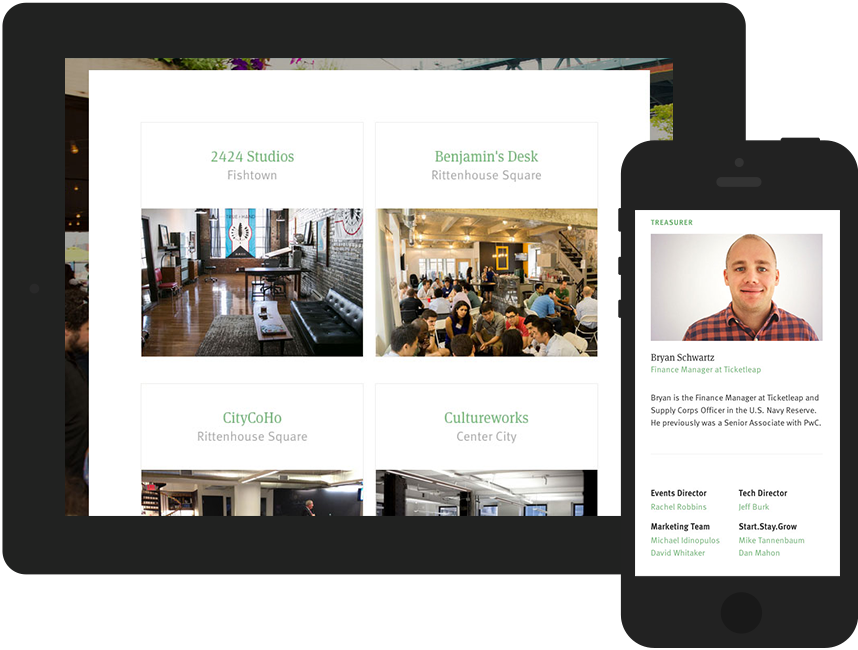 2424 Studios
Fishtown
Benjamin's Desk
Rittenhouse Square
CityCoHo
Rittenhouse Square
Cultureworks
Center City
TREASURER
Bryan Schwartz
Finance Manager at Ticketleap
Bryan is the Finance Manager at Ticketleap and
Supply Corps Officer in the U.S. Navy Reserve.
He previously was a Senior Associate with PwC.
Events Director
Rachel Robbins
Tech Director
Jeff Burk
Marketing Team
Michael Idinopulos
David Whitaker
Start.Stay.Grow
Mike Tannenbaum
Dan Mahon